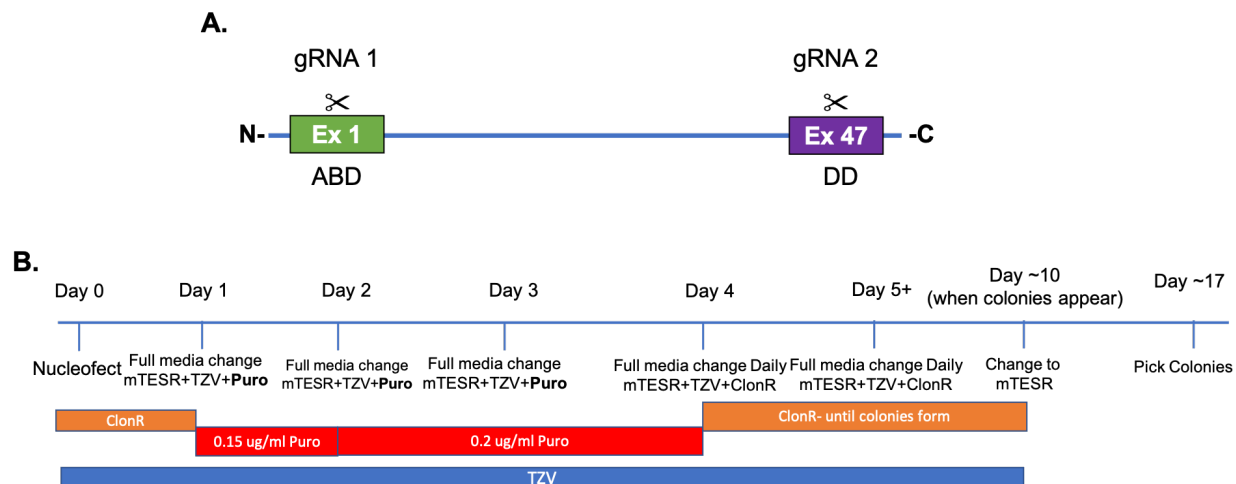 A.
gRNA 1 gRNA 2
N- Ex 1 Ex 47 -C
ABD DD
B.
Day 0 Day 1 Day 2 Day 3 Day 4 Day 5+ Day ~10 Day ~17
(when colonies appear)
Nucleofect
Full media change
mTESR+TZV+Puro
Full media change
mTESR+TZV+Puro
Full media change
mTESR+TZV+Puro
Full media change Daily
mTESR+TZV+ClonR
Full media change Daily
mTESR+TZV+ClonR
Change to
mTESR
Pick Colonies
ClonR
ClonR- until colonies form
0.15 ug/ml Puro
0.2 ug/ml Puro
TZV